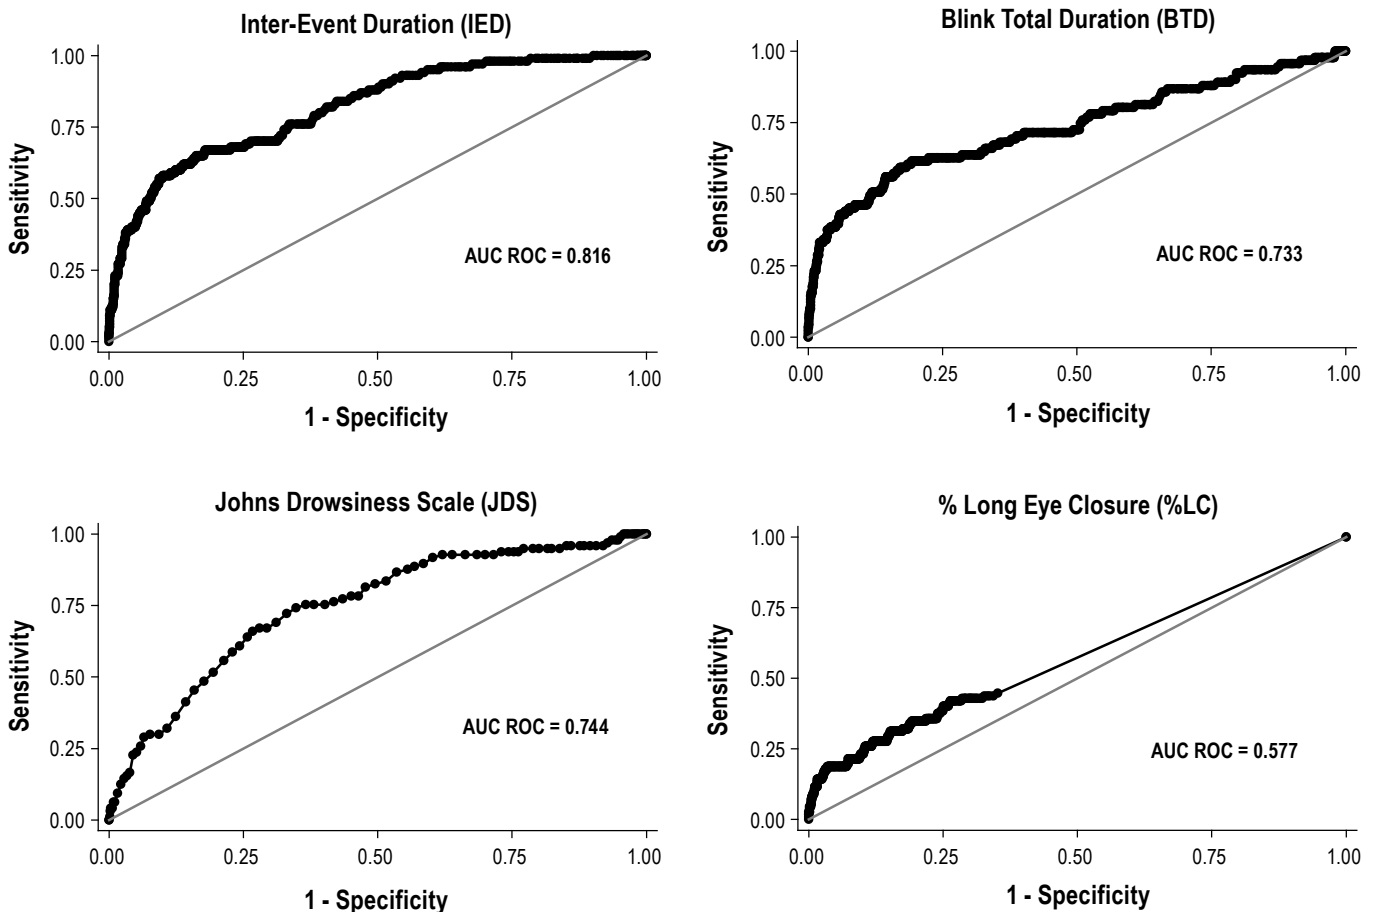 Inter-Event Duration (IED)
1.00
0.75
0.50
0.25
0.00
Sensitivity
AUC ROC = 0.816
0.00 0.25 0.50 0.75 1.00
1 - Specificity
Blink Total Duration (BTD)
1.00
0.75
0.50
0.25
0.00
Sensitivity
AUC ROC = 0.733
0.00 0.25 0.50 0.75 1.00
1 - Specificity
Johns Drowsiness Scale (JDS)
1.00
0.75
0.50
0.25
0.00
Sensitivity
AUC ROC = 0.744
0.00 0.25 0.50 0.75 1.00
1 - Specificity
% Long Eye Closure (%LC)
1.00
0.75
0.50
0.25
0.00
Sensitivity
AUC ROC = 0.577
0.00 0.25 0.50 0.75 1.00
1 - Specificity